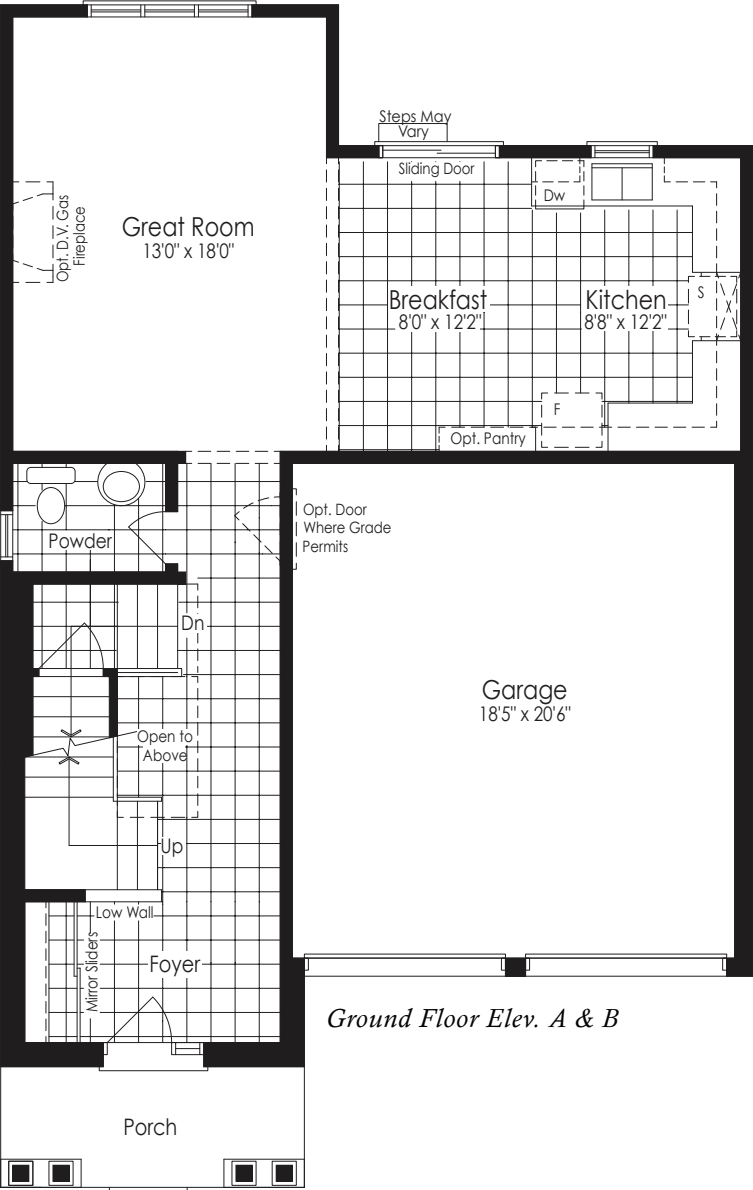 Steps May
Vary
Sliding Door
Dw
Opt. D.V. Gas
Fireplace
Great Room
13'0" x 18'0"
Breakfast
8'0" x 12'2"
Kitchen
8'8" x 12'2"
S
F
Opt. Pantry
Opt. Door
Where Grade
Permits
Powder
Dn
Garage
18'5" x 20'6"
Open to
Above
Up
Low Wall
Mirror Sliders
Foyer
Ground Floor Elev. A & B
Porch